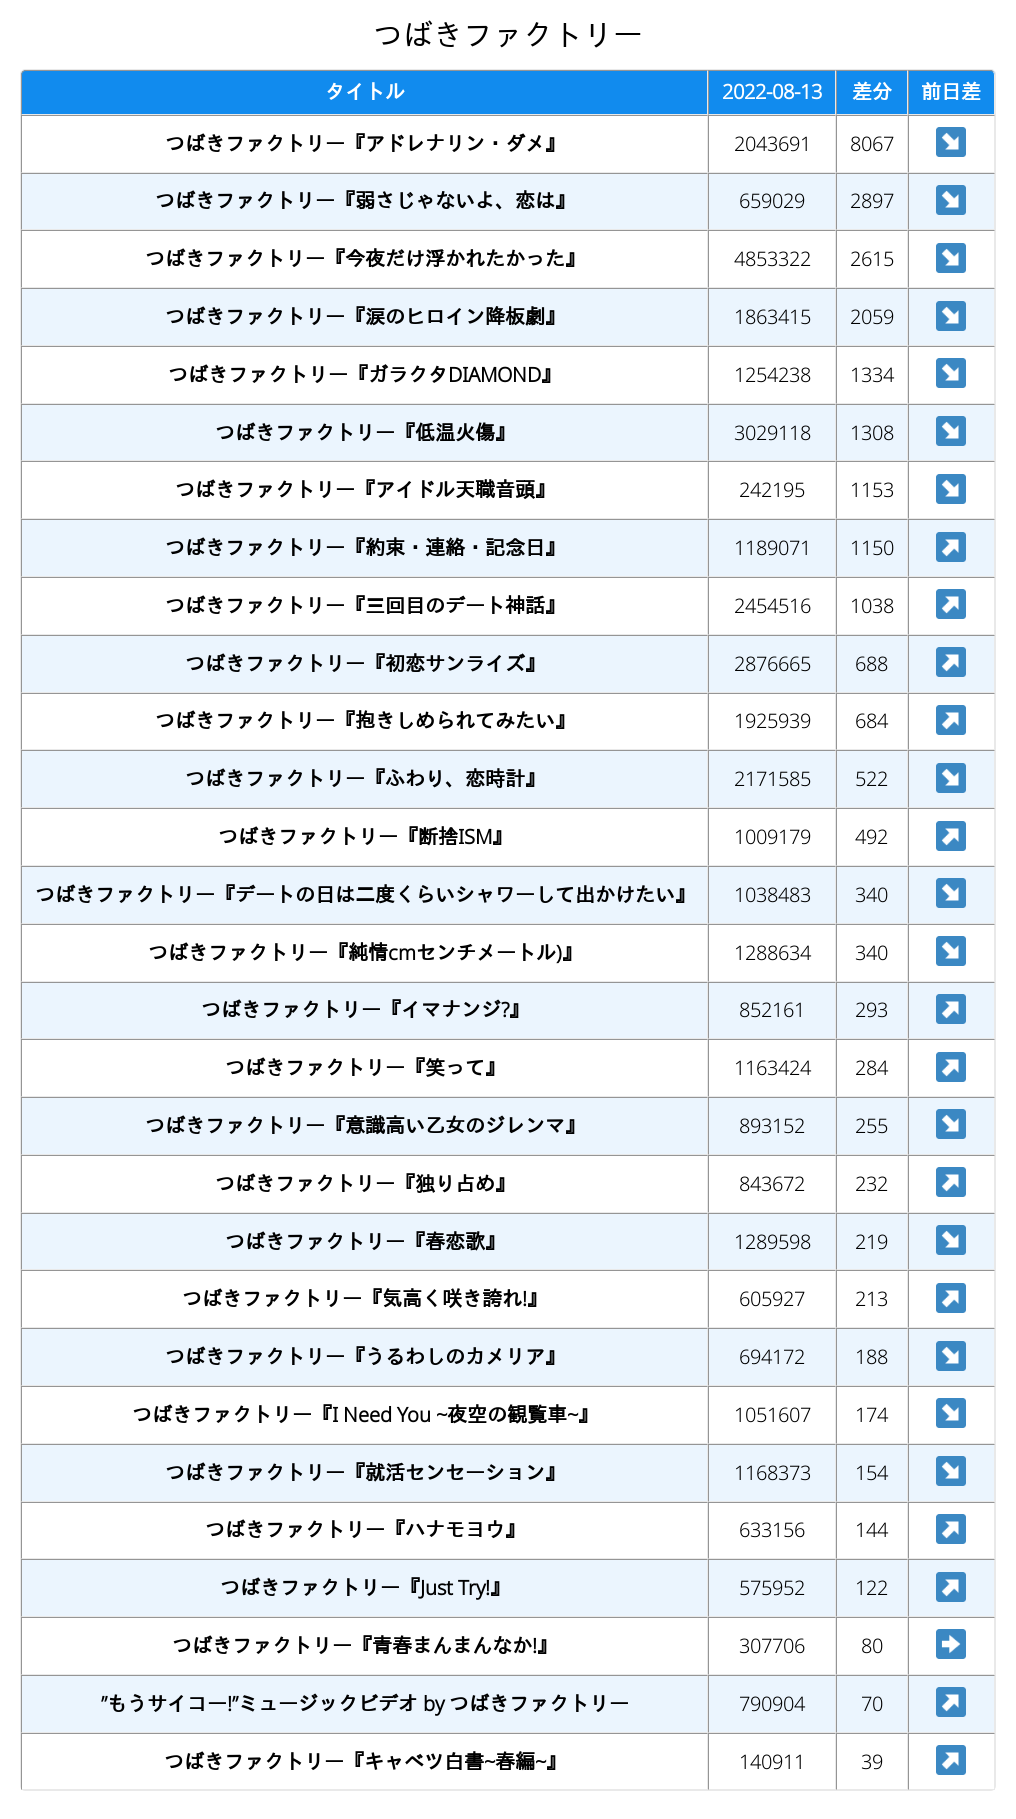 つばきファクトリー
タイトル 2022-08-13 差分 前日差
つばきファクトリー『アドレナリン・ダメ』 2043691 8067
つばきファクトリー『弱さじゃないよ、恋は』 659029 2897
つばきファクトリー『今夜だけ浮かれたかった』 4853322 2615
つばきファクトリー『涙のヒロイン降板劇』 1863415 2059
つばきファクトリー『ガラクタDIAMOND』 1254238 1334
つばきファクトリー『低温火傷』 3029118 1308
つばきファクトリー『アイドル天職音頭』 242195 1153
つばきファクトリー『約束・連絡・記念日』 1189071 1150
つばきファクトリー『三回目のデート神話』 2454516 1038
つばきファクトリー『初恋サンライズ』 2876665 688
つばきファクトリー『抱きしめられてみたい』 1925939 684
つばきファクトリー『ふわり、恋時計』 2171585 522
つばきファクトリー『断捨ISM』 1009179 492
つばきファクトリー『デートの日は二度くらいシャワーして出かけたい』 1038483 340
つばきファクトリー『純情cmセンチメートル)』 1288634 340
つばきファクトリー『イマナンジ?』 852161 293
つばきファクトリー『笑って』 1163424 284
つばきファクトリー『意識高い乙女のジレンマ』 893152 255
つばきファクトリー『独り占め』 843672 232
つばきファクトリー『春恋歌』 1289598 219
つばきファクトリー『気高く咲き誇れ!』 605927 213
つばきファクトリー『うるわしのカメリア』 694172 188
つばきファクトリー『I Need You ~夜空の観覧車~』 1051607 174
つばきファクトリー『就活センセーション』 1168373 154
つばきファクトリー『ハナモヨウ』 633156 144
つばきファクトリー『Just Try!』 575952 122
つばきファクトリー『青春まんまんなか!』 307706 80
”もうサイコー!”ミュージックビデオ by つばきファクトリー 790904 70
つばきファクトリー『キャベツ白書~春編~』 140911 39